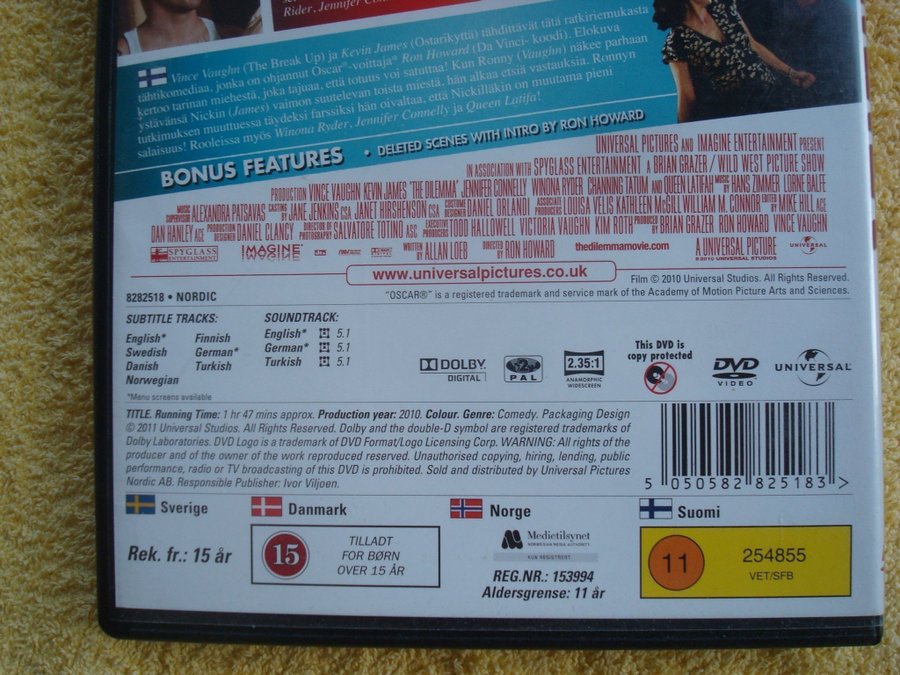 Rider, Jennifer
Vince Vaughn (The Break Up) ja Kevin James (Ostarikyttä) tähdittävät tätä ratkiriemukasta
tähtikomediaa, jonka on ohjannut Oscar®-voittaja® Ron Howard (Da Vinci- koodi). Elokuva
kertoo tarinan miehestä, joka tajuaa, että totuus voi satuttaa! Kun Ronny (Vaughn) näkee parhaan
ystävänsä Nickin (James) vaimon suutelevan toista miestä, hän alkaa etsiä vastauksia. Ronnyn
tutkimuksen muuttuessa täydeksi farssiksi hän oivaltaa, että Nickilläkin on muutama pieni
salaisuus! Rooleissa myös Winona Ryder, Jennifer Connelly ja Queen Latifa!
BONUS FEATURES • DELETED SCENES WITH INTRO BY RON HOWARD
UNIVERSAL PICTURES AND IMAGINE ENTERTAINMENT PRESENT
IN ASSOCIATION WITH SPYGLASS ENTERTAINMENT A BRIAN GRAZER / WILD WEST PICTURE SHOW
PRODUCTION VINCE VAUGHN KEVIN JAMES "THE DILEMMA" JENNIFER CONNELLY WINONA RYDER CHANNING TATUM AND QUEEN LATIFAH MUSIC BY HANS ZIMMER LORNE BALFE
MUSIC SUPERVISOR ALEXANDRA PATSAVAS CASTING BY JANE JENKINS CSA JANET HIRSHENSON CSA COSTUME DESIGNER DANIEL ORLANDI ASSOCIATE PRODUCERS LOUISA VELIS KATHLEEN McGILL WILLIAM M. CONNOR EDITED BY MIKE HILL ACE
DAN HANLEY ACE PRODUCTION DESIGNER DANIEL CLANCY DIRECTOR OF PHOTOGRAPHY SALVATORE TOTINO ASC EXECUTIVE PRODUCERS TODD HALLOWELL VICTORIA VAUGHN KIM ROTH PRODUCED BY BRIAN GRAZER RON HOWARD VINCE VAUGHN
SPYGLASS ENTERTAINMENT IMAGINE WRITTEN BY ALLAN LOEB DIRECTED BY RON HOWARD thedilemmamovie.com A UNIVERSAL PICTURE UNIVERSAL
© 2010 UNIVERSAL STUDIOS
www.universalpictures.co.uk
Film © 2010 Universal Studios. All Rights Reserved.
8282518 • NORDIC
"OSCAR®" is a registered trademark and service mark of the Academy of Motion Picture Arts and Sciences.
SUBTITLE TRACKS:
English* Finnish
Swedish German*
Danish Turkish
Norwegian
*Menu screens available
SOUNDTRACK:
English* 5.1
German* 5.1
Turkish 5.1
DOLBY
DIGITAL
PAL
2.35:1
ANAMORPHIC
WIDESCREEN
This DVD is
copy protected
DVD
VIDEO
UNIVERSAL
TITLE. Running Time: 1 hr 47 mins approx. Production year: 2010. Colour. Genre: Comedy. Packaging Design
© 2011 Universal Studios. All Rights Reserved. Dolby and the double-D symbol are registered trademarks of
Dolby Laboratories. DVD Logo is a trademark of DVD Format/Logo Licensing Corp. WARNING: All rights of the
producer and of the owner of the work reproduced reserved. Unauthorised copying, hiring, lending, public
performance, radio or TV broadcasting of this DVD is prohibited. Sold and distributed by Universal Pictures
Nordic AB. Responsible Publisher: Ivor Viljoen.
5 050582 825183 >
Sverige
Rek. fr.: 15 år
Danmark
15
TILLADT
FOR BØRN
OVER 15 ÅR
Norge
Medietilsynet
NORWEGIAN MEDIA AUTHORITY
KUN REGISTRERT
REG.NR.: 153994
Aldersgrense: 11 år
Suomi
11
254855
VET/SFB